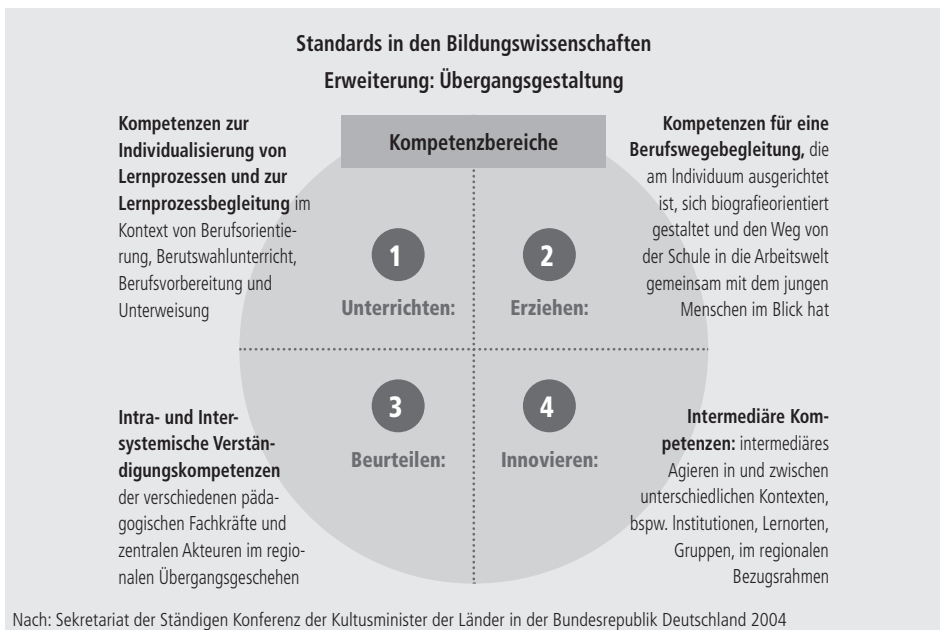 Standards in den Bildungswissenschaften
Erweiterung: Übergangsgestaltung
Kompetenzbereiche
Kompetenzen zur
Individualisierung von
Lernprozessen und zur
Lernprozessbegleitung im
Kontext von Berufsorientie-
rung, Berutswahlunterricht,
Berufsvorbereitung und
Unterweisung
1
Unterrichten:
Kompetenzen für eine
Berufswegebegleitung, die
am Individuum ausgerichtet
ist, sich biografieorientiert
gestaltet und den Weg von
der Schule in die Arbeitswelt
gemeinsam mit dem jungen
Menschen im Blick hat
2
Erziehen:
Intra- und Inter-
systemische Verstän-
digungskompetenzen
der verschiedenen päda-
gogischen Fachkräfte und
zentralen Akteuren im regio-
nalen Übergangsgeschehen
3
Beurteilen:
Intermediäre Kom-
petenzen: intermediäres
Agieren in und zwischen
unterschiedlichen Kontexten,
bspw. Institutionen, Lernorten,
Gruppen, im regionalen
Bezugsrahmen
4
Innovieren:
Nach: Sekretariat der Ständigen Konferenz der Kultusminister der Länder in der Bundesrepublik Deutschland 2004